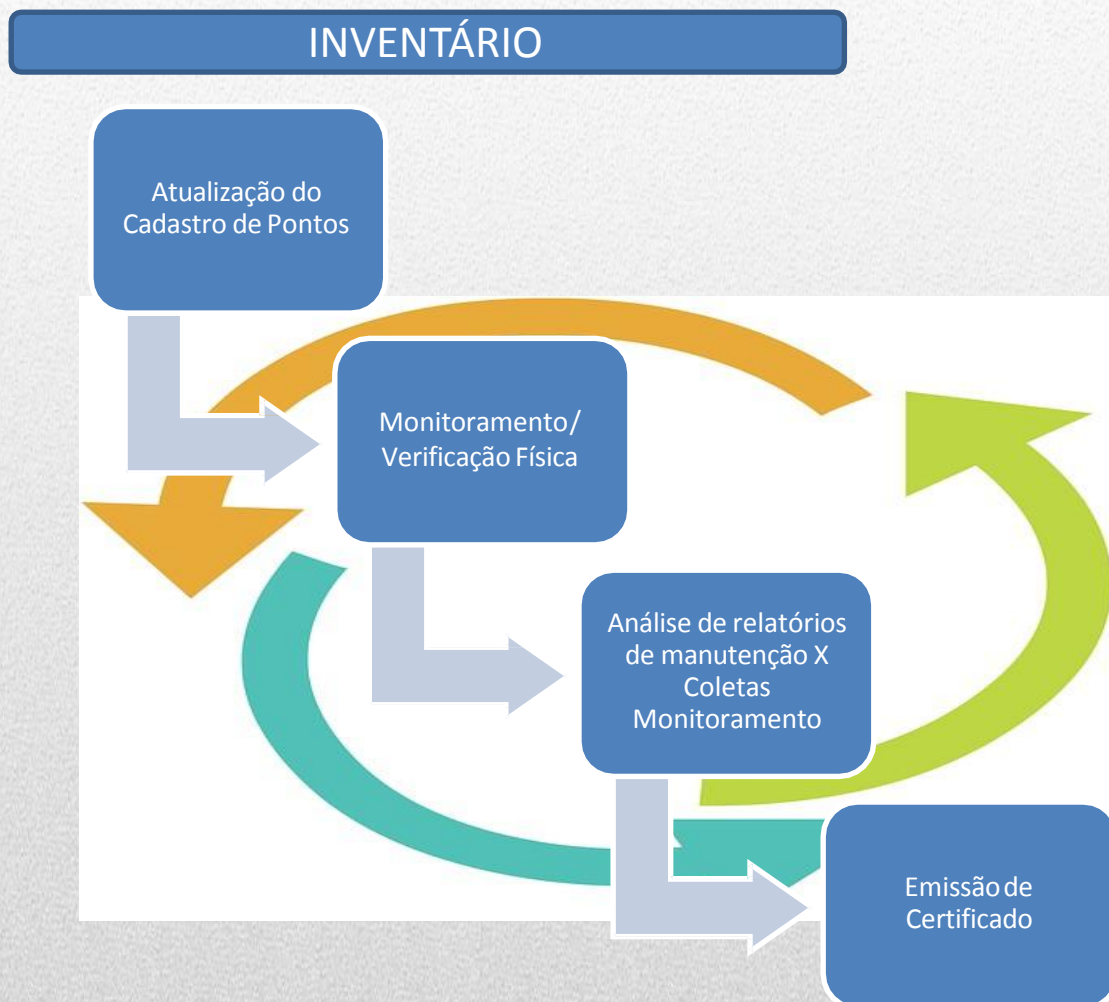 INVENTÁRIO
Atualização do
Cadastro de Pontos
Monitoramento/
Verificação Física
Análise de relatórios
de manutenção X
Coletas
Monitoramento
Emissão de
Certificado